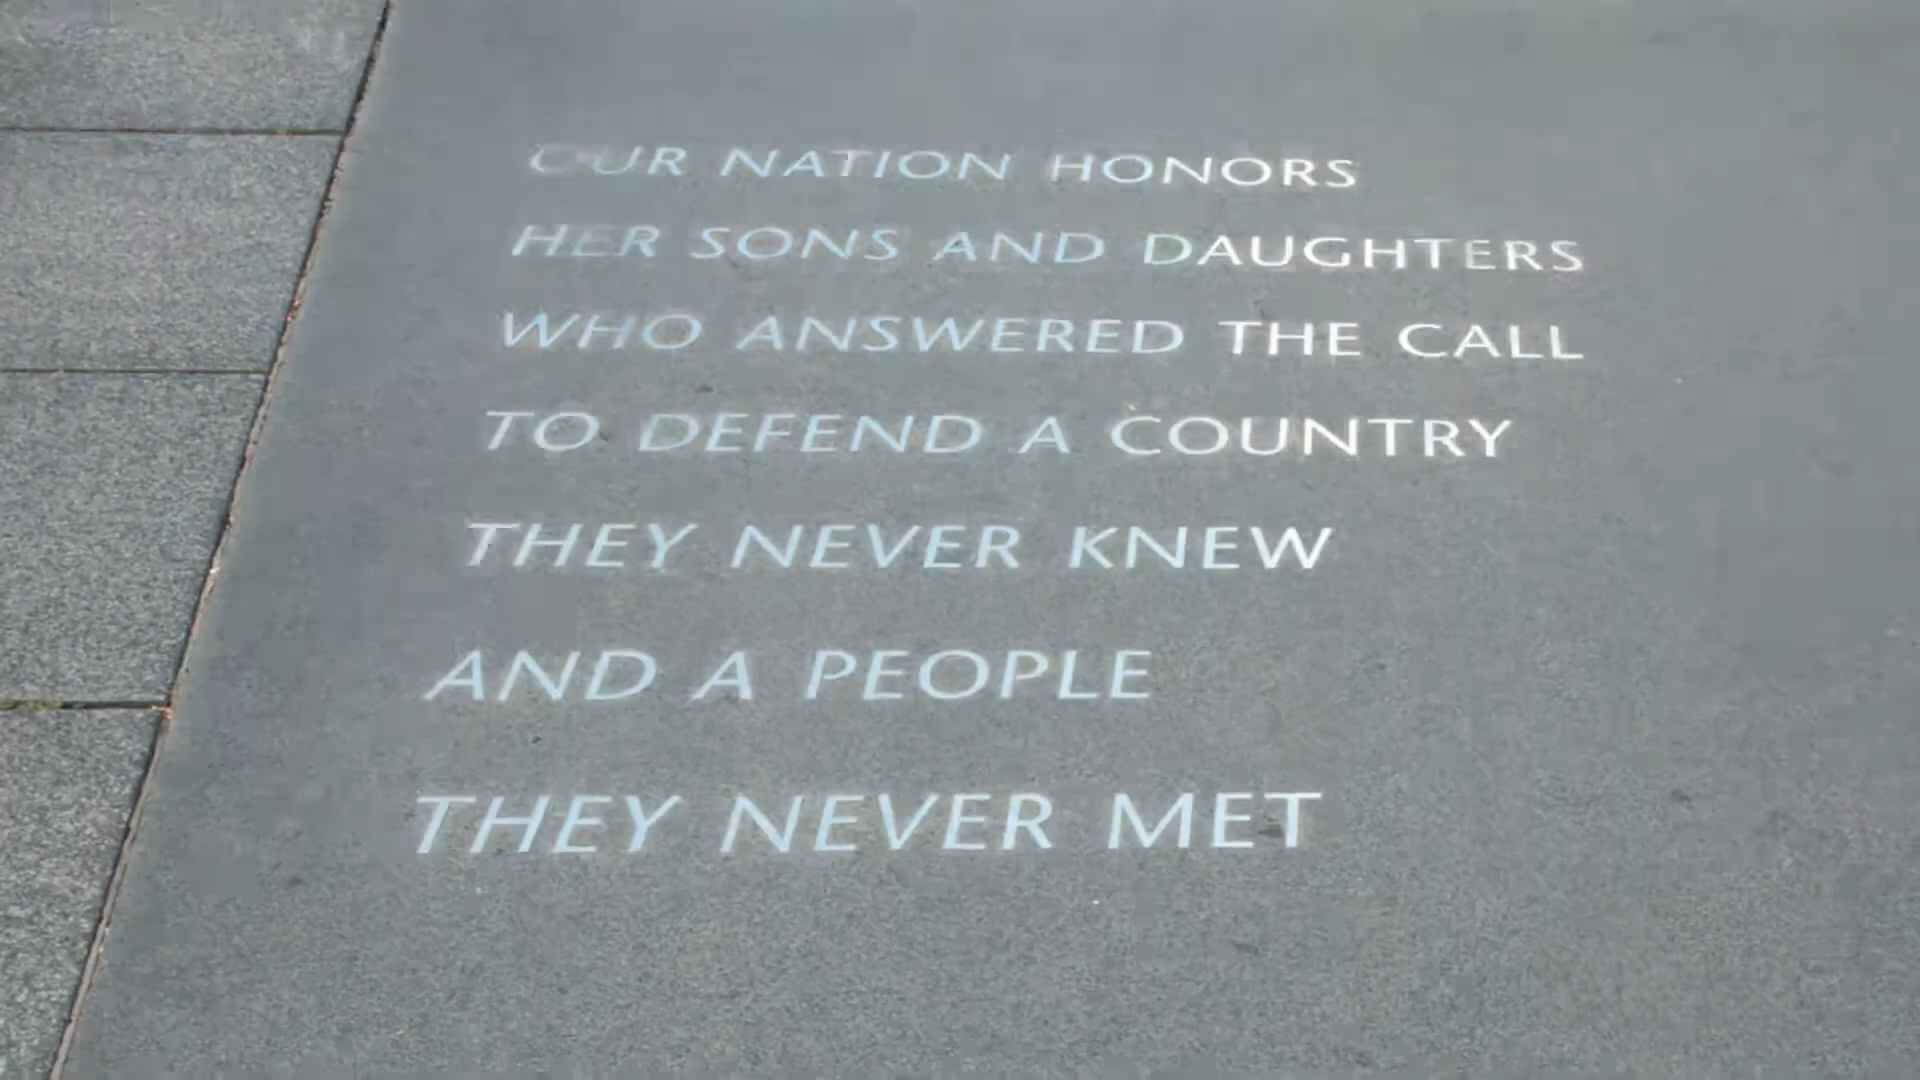 OUR NATION HONORS
HER SONS AND DAUGHTERS
WHO ANSWERED THE CALL
TO DEFEND A COUNTRY
THEY NEVER KNEW
AND A PEOPLE
THEY NEVER MET